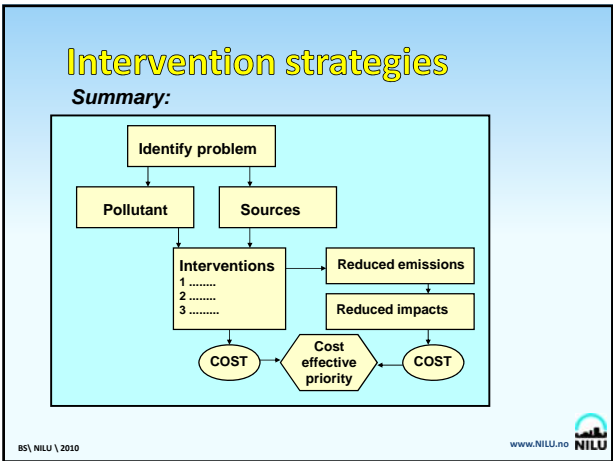 Intervention strategies
Summary:
Identify problem
Pollutant
Sources
Interventions
1 ........
2 ........
3 .........
Reduced emissions
Reduced impacts
COST
Cost
effective
priority
COST
BS\ NILU \ 2010
www.NILU.no
NILU